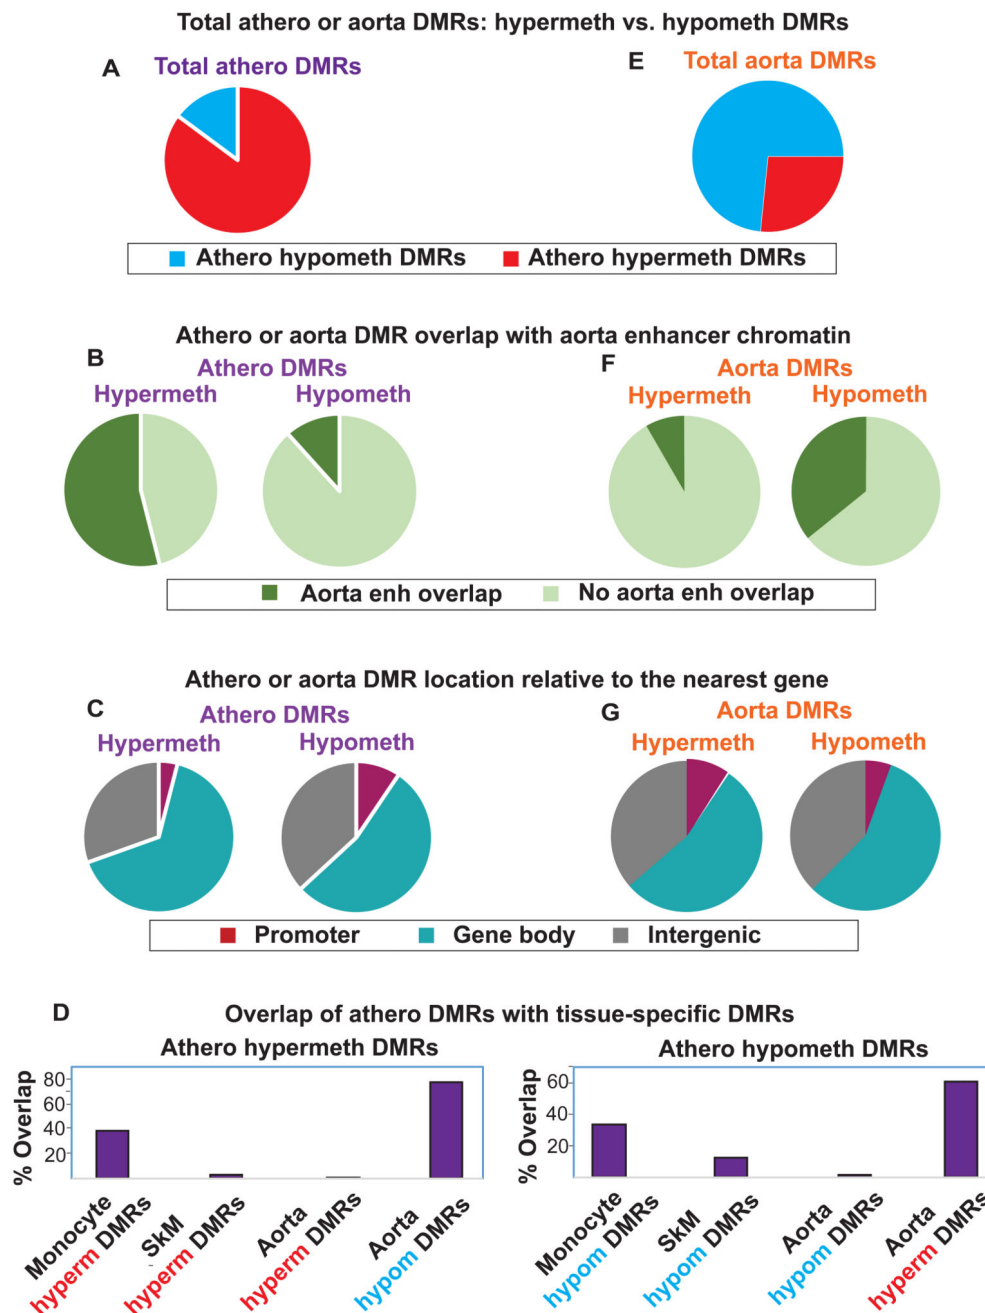 Total athero or aorta DMRs: hypermeth vs. hypometh DMRs
A
Total athero DMRs
E
Total aorta DMRs
Athero hypometh DMRs
Athero hypermeth DMRs
Athero or aorta DMR overlap with aorta enhancer chromatin
B
Athero DMRs
Hypermeth
Hypometh
F
Aorta DMRs
Hypermeth
Hypometh
Aorta enh overlap
No aorta enh overlap
Athero or aorta DMR location relative to the nearest gene
C
Athero DMRs
Hypermeth
Hypometh
G
Aorta DMRs
Hypermeth
Hypometh
Promoter
Gene body
Intergenic
D
Overlap of athero DMRs with tissue-specific DMRs
Athero hypermeth DMRs
% Overlap
80
60
40
20
Monocyte
hyperm DMRs
SkM
hyperm DMRs
Aorta
hyperm DMRs
Aorta
hypom DMRs
Athero hypometh DMRs
% Overlap
60
40
20
Monocyte
hypom DMRs
SkM
hypom DMRs
Aorta
hypom DMRs
Aorta
hyperm DMRs